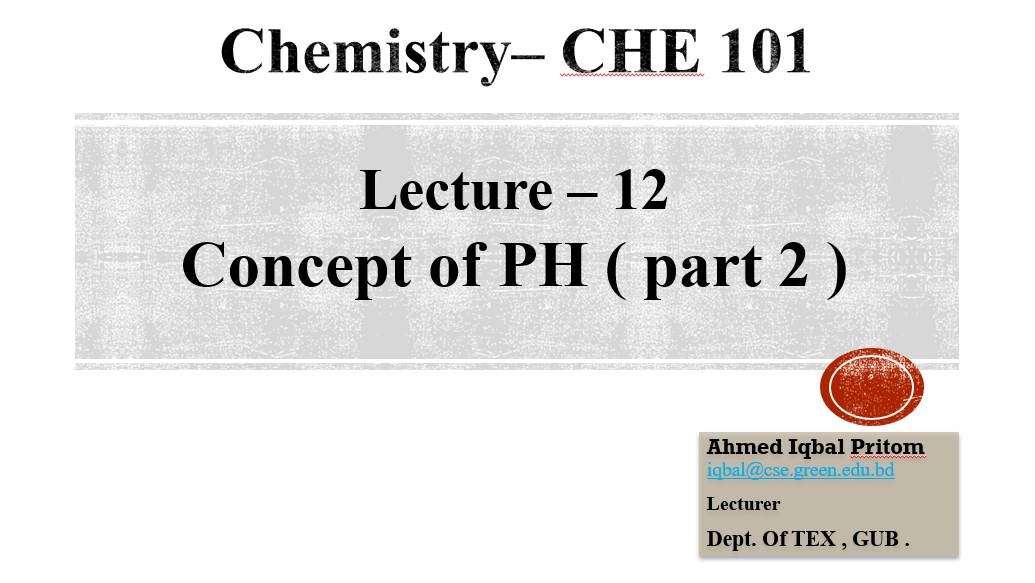 Chemistry– CHE 101
Lecture – 12
Concept of PH ( part 2 )
Ahmed Iqbal Pritom
iqbal@cse.green.edu.bd
Lecturer
Dept. Of TEX , GUB .